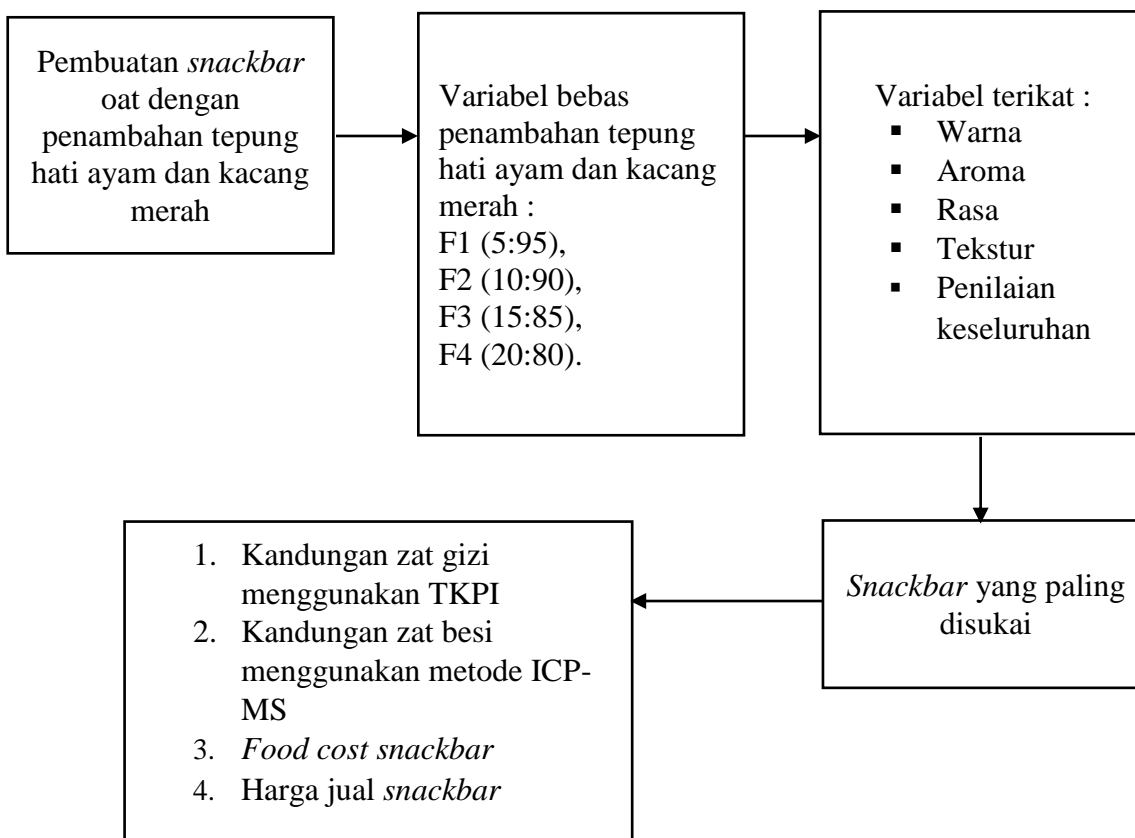 Pembuatan snackbar
oat dengan
penambahan tepung
hati ayam dan kacang
merah
Variabel bebas
penambahan tepung
hati ayam dan kacang
merah :
F1 (5:95),
F2 (10:90),
F3 (15:85),
F4 (20:80).
Variabel terikat :
▪ Warna
▪ Aroma
▪ Rasa
▪ Tekstur
▪ Penilaian
keseluruhan
Snackbar yang paling
disukai
1. Kandungan zat gizi
menggunakan TKPI
2. Kandungan zat besi
menggunakan metode ICP-
MS
3. Food cost snackbar
4. Harga jual snackbar